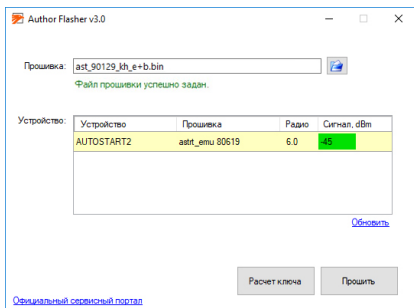 Author Flasher v3.0
Прошивка: ast_90129_kh_e+b.bin
Файл прошивки успешно задан.
Устройство: Устройство Прошивка Радио Сигнал, dBm
AUTOSTART2 astrt_emu 80619 6.0 -45
Обновить
Расчет ключа Прошить
Официальный сервисный портал